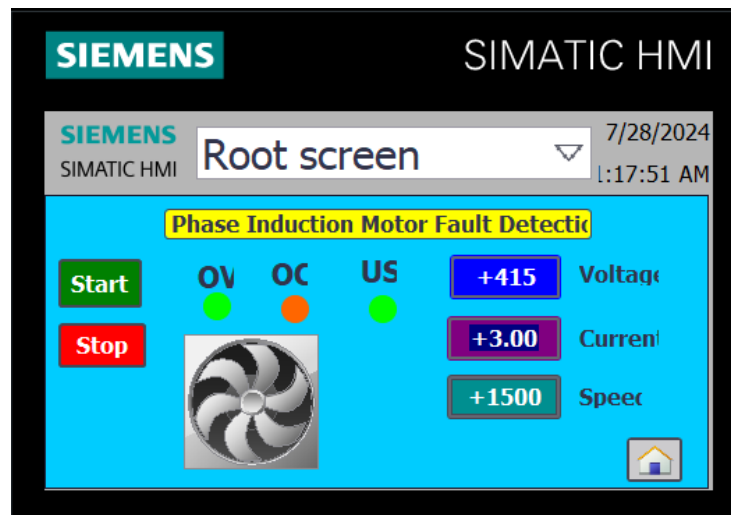 SIEMENS SIMATIC HMI
SIEMENS
SIMATIC HMI
Root screen
7/28/2024
1:17:51 AM
Phase Induction Motor Fault Detectic
Start OV OC US +415 Voltage
Stop +3.00 Current
+1500 Speed